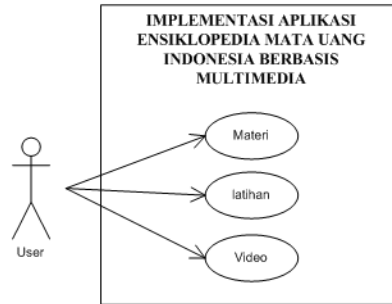 IMPLEMENTASI APLIKASI
ENSIKLOPEDIA MATA UANG
INDONESIA BERBASIS
MULTIMEDIA
Materi
latihan
Video
User